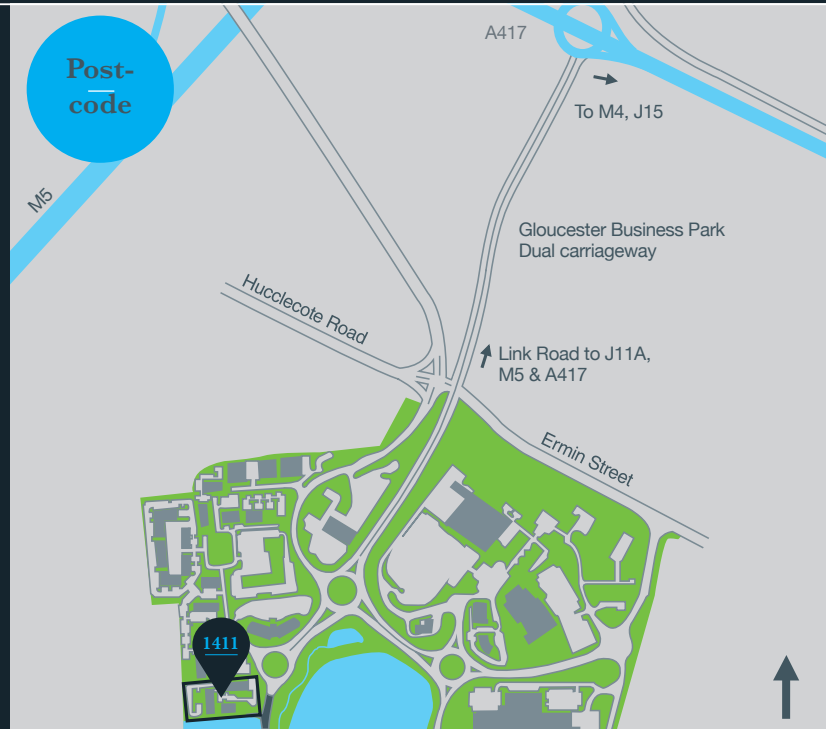 Post-
code
A417
To M4, J15
M5
Gloucester Business Park
Dual carriageway
Hucclecote Road
Link Road to J11A,
M5 & A417
Ermin Street
1411